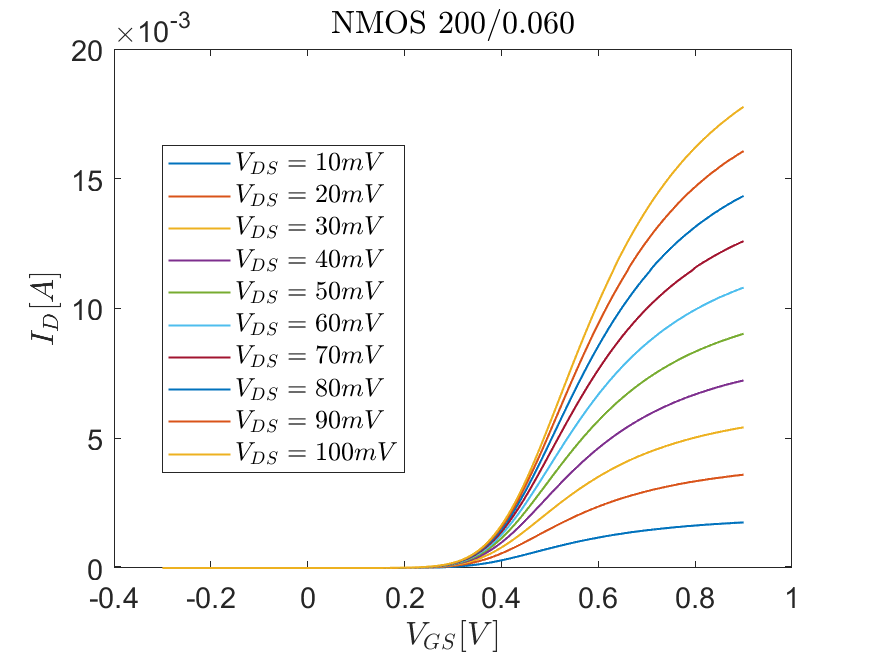 NMOS 200/0.060
×10⁻³
20
15
10
5
0
I_D[A]
V_DS = 10mV
V_DS = 20mV
V_DS = 30mV
V_DS = 40mV
V_DS = 50mV
V_DS = 60mV
V_DS = 70mV
V_DS = 80mV
V_DS = 90mV
V_DS = 100mV
-0.4 -0.2 0 0.2 0.4 0.6 0.8 1
V_GS[V]